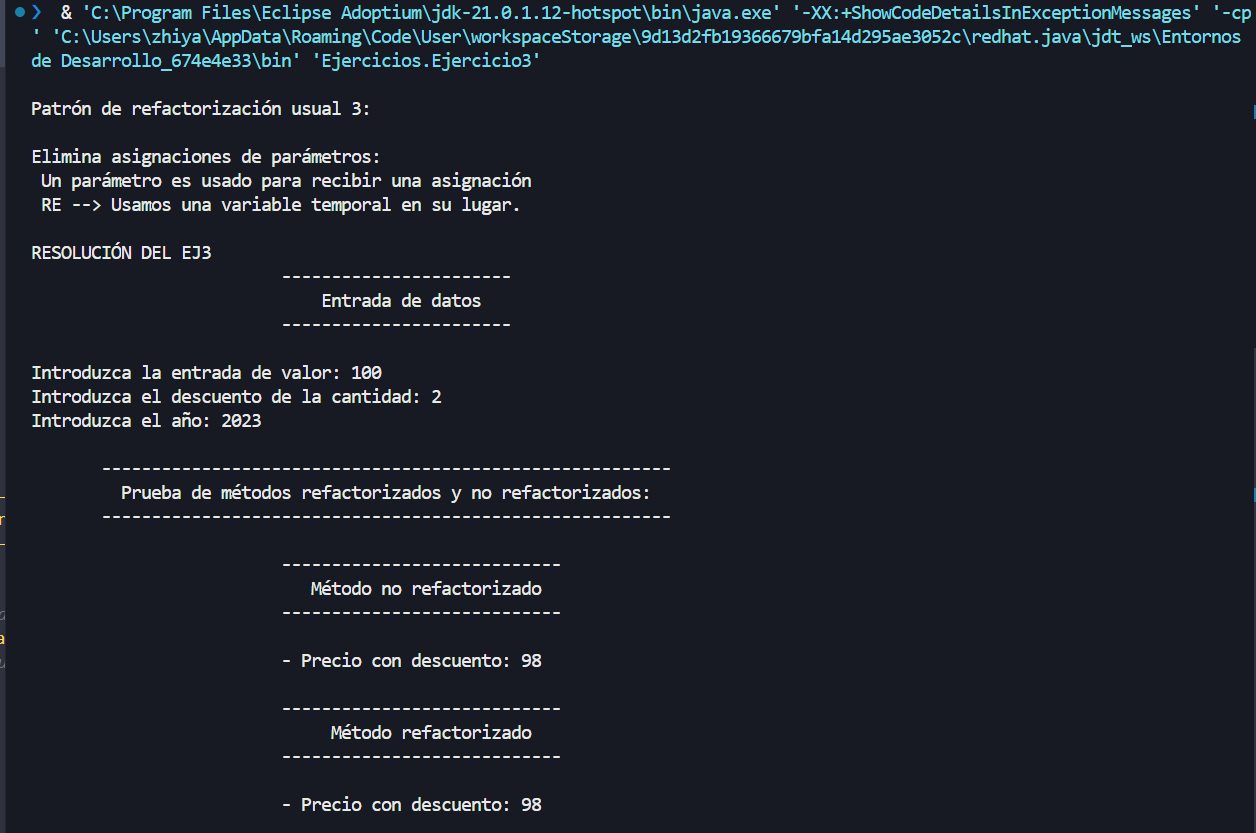 ❯ & 'C:\Program Files\Eclipse Adoptium\jdk-21.0.1.12-hotspot\bin\java.exe' '-XX:+ShowCodeDetailsInExceptionMessages' '-cp
' 'C:\Users\zhiya\AppData\Roaming\Code\User\workspaceStorage\9d13d2fb19366679bfa14d295ae3052c\redhat.java\jdt_ws\Entornos
de Desarrollo_674e4e33\bin' 'Ejercicios.Ejercicio3'
Patrón de refactorización usual 3:
Elimina asignaciones de parámetros:
Un parámetro es usado para recibir una asignación
RE --> Usamos una variable temporal en su lugar.
RESOLUCIÓN DEL EJ3
-----------------------
Entrada de datos
-----------------------
Introduzca la entrada de valor: 100
Introduzca el descuento de la cantidad: 2
Introduzca el año: 2023
---------------------------------------------------------
Prueba de métodos refactorizados y no refactorizados:
---------------------------------------------------------
----------------------------
Método no refactorizado
----------------------------
- Precio con descuento: 98
----------------------------
Método refactorizado
----------------------------
- Precio con descuento: 98